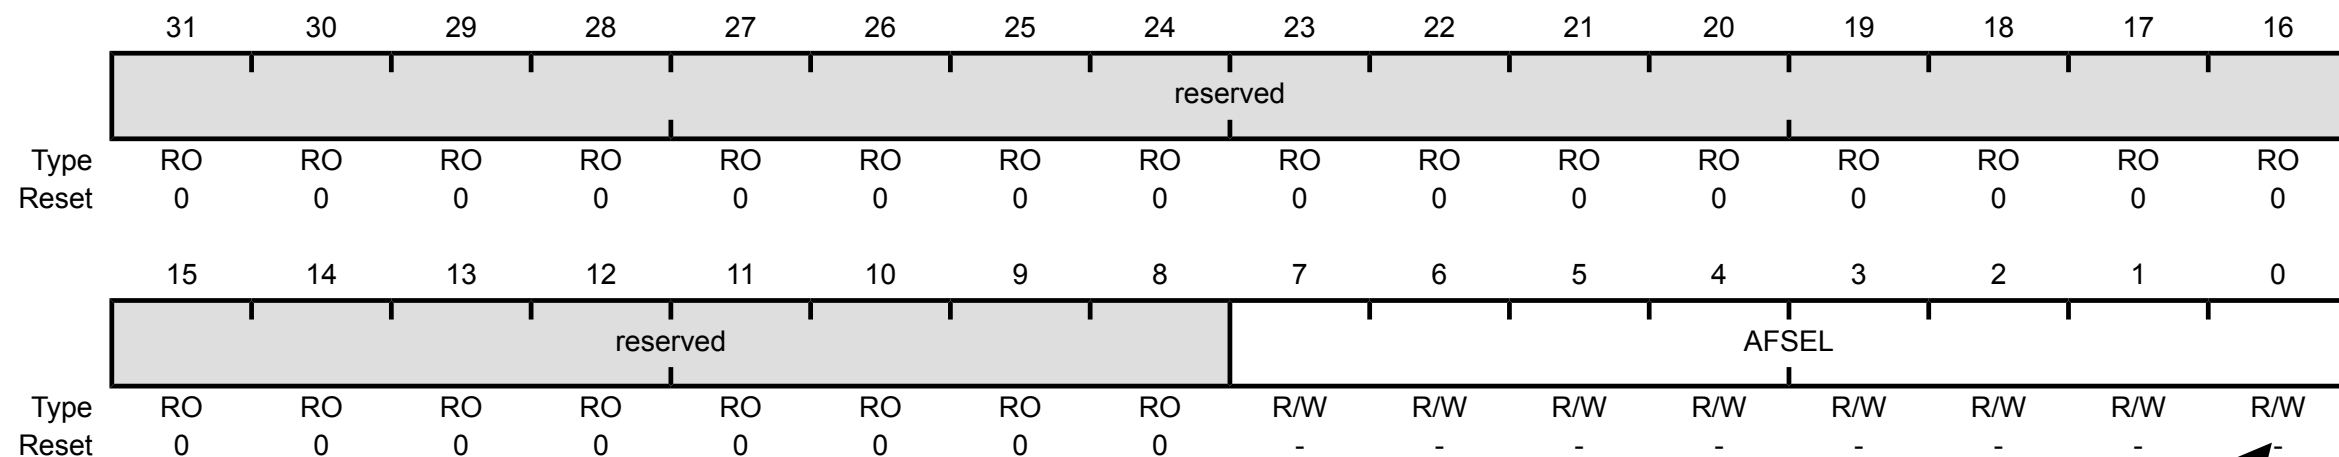 31 30 29 28 27 26 25 24 23 22 21 20 19 18 17 16
reserved
Type RO RO RO RO RO RO RO RO RO RO RO RO RO RO RO RO
Reset 0 0 0 0 0 0 0 0 0 0 0 0 0 0 0 0
15 14 13 12 11 10 9 8 7 6 5 4 3 2 1 0
reserved AFSEL
Type RO RO RO RO RO RO RO RO R/W R/W R/W R/W R/W R/W R/W R/W
Reset 0 0 0 0 0 0 0 0 - - - - - - - -